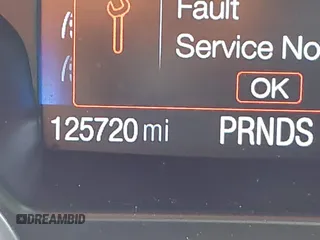 Fault
Service No
OK
125720 mi PRNDS
DREAMBID